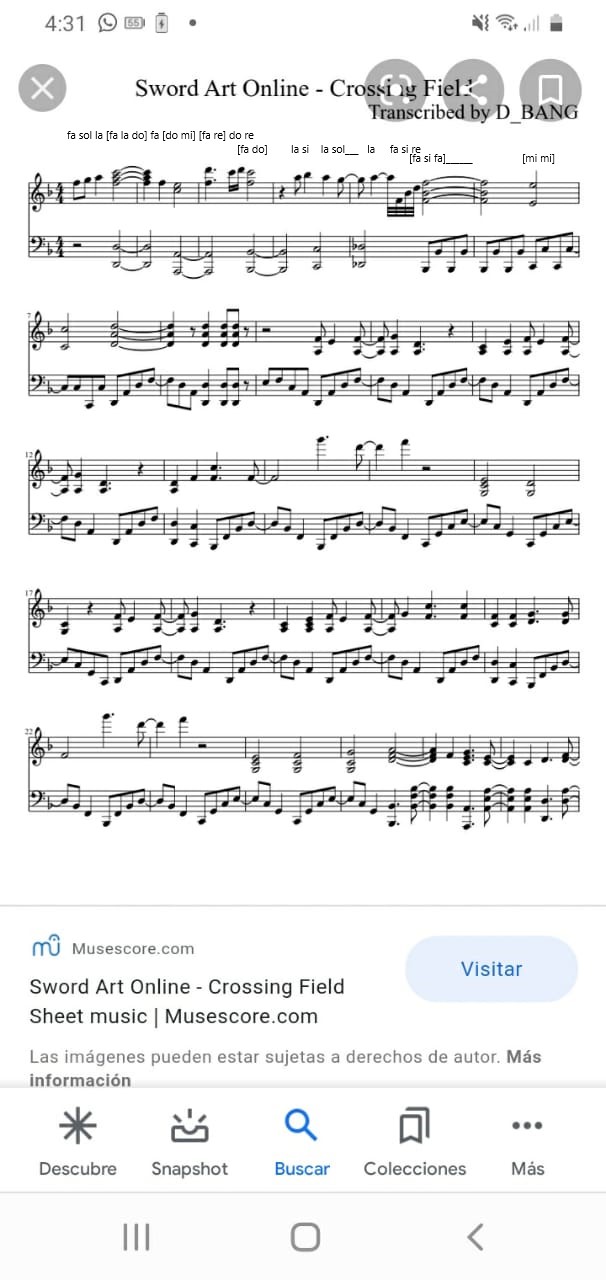 4:31
55
Sword Art Online - Crossing Field
Transcribed by D_BANG
fa sol la [fa la do] fa [do mi] [fa re] do re
[fa do] la si la sol__ la fa si re
[fa si fa]_____ [mi mi]
7
12
17
22
Musescore.com
Sword Art Online - Crossing Field
Sheet music | Musescore.com
Visitar
Las imágenes pueden estar sujetas a derechos de autor. Más
información
Descubre Snapshot Buscar Colecciones Más